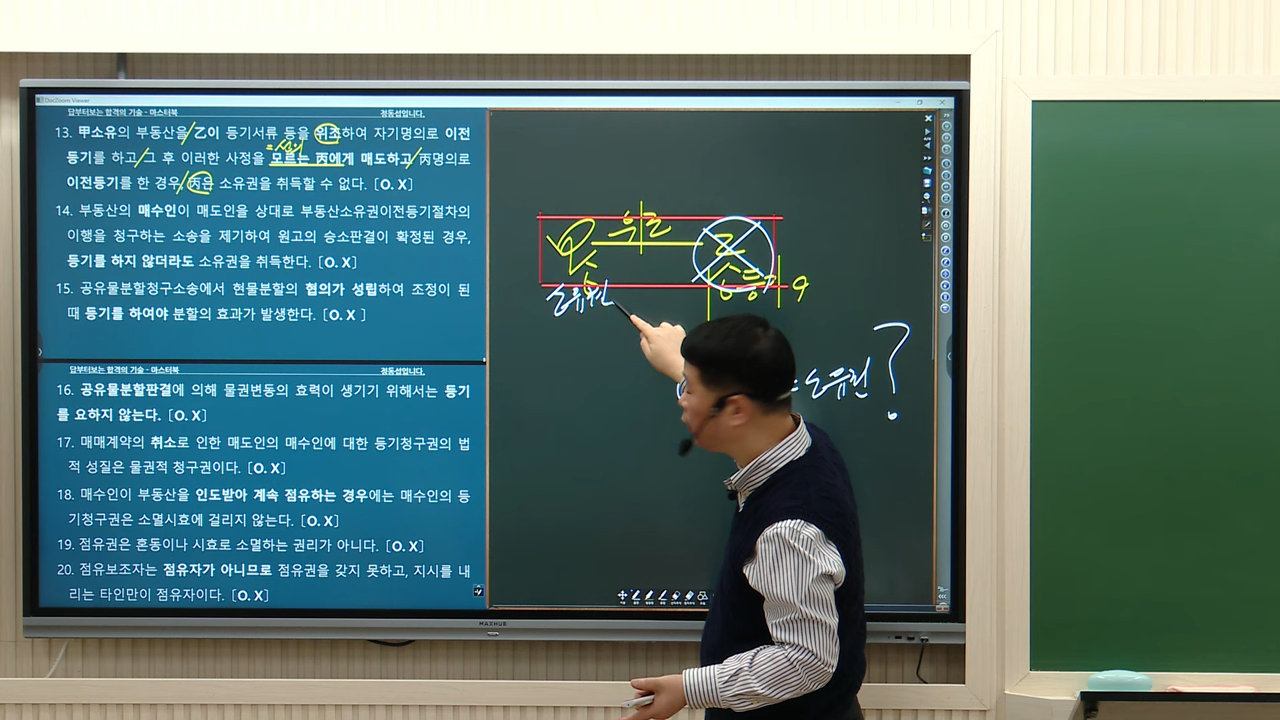 DocZoom Viewer
답부터보는 합격의 기술 - 마스터북 정동섭입니다.
13. 甲소유의 부동산을 乙이 등기서류 등을 위조하여 자기명의로 이전
=선의
등기를 하고 그 후 이러한 사정을 모르는 丙에게 매도하고 丙명의로
이전등기를 한 경우 丙은 소유권을 취득할 수 없다. [O. X]
14. 부동산의 매수인이 매도인을 상대로 부동산소유권이전등기절차의
이행을 청구하는 소송을 제기하여 원고의 승소판결이 확정된 경우,
등기를 하지 않더라도 소유권을 취득한다. [O. X]
15. 공유물분할청구소송에서 현물분할의 협의가 성립하여 조정이 된
때 등기를 하여야 분할의 효과가 발생한다. [O. X ]
답부터보는 합격의 기술 - 마스터북 정동섭입니다.
16. 공유물분할판결에 의해 물권변동의 효력이 생기기 위해서는 등기
를 요하지 않는다. [O. X]
17. 매매계약의 취소로 인한 매도인의 매수인에 대한 등기청구권의 법
적 성질은 물권적 청구권이다. [O. X]
18. 매수인이 부동산을 인도받아 계속 점유하는 경우에는 매수인의 등
기청구권은 소멸시효에 걸리지 않는다. [O. X]
19. 점유권은 혼동이나 시효로 소멸하는 권리가 아니다. [O. X]
20. 점유보조자는 점유자가 아니므로 점유권을 갖지 못하고, 지시를 내
리는 타인만이 점유자이다. [O. X]
위조
소유권
=소유권?
MAXHUB